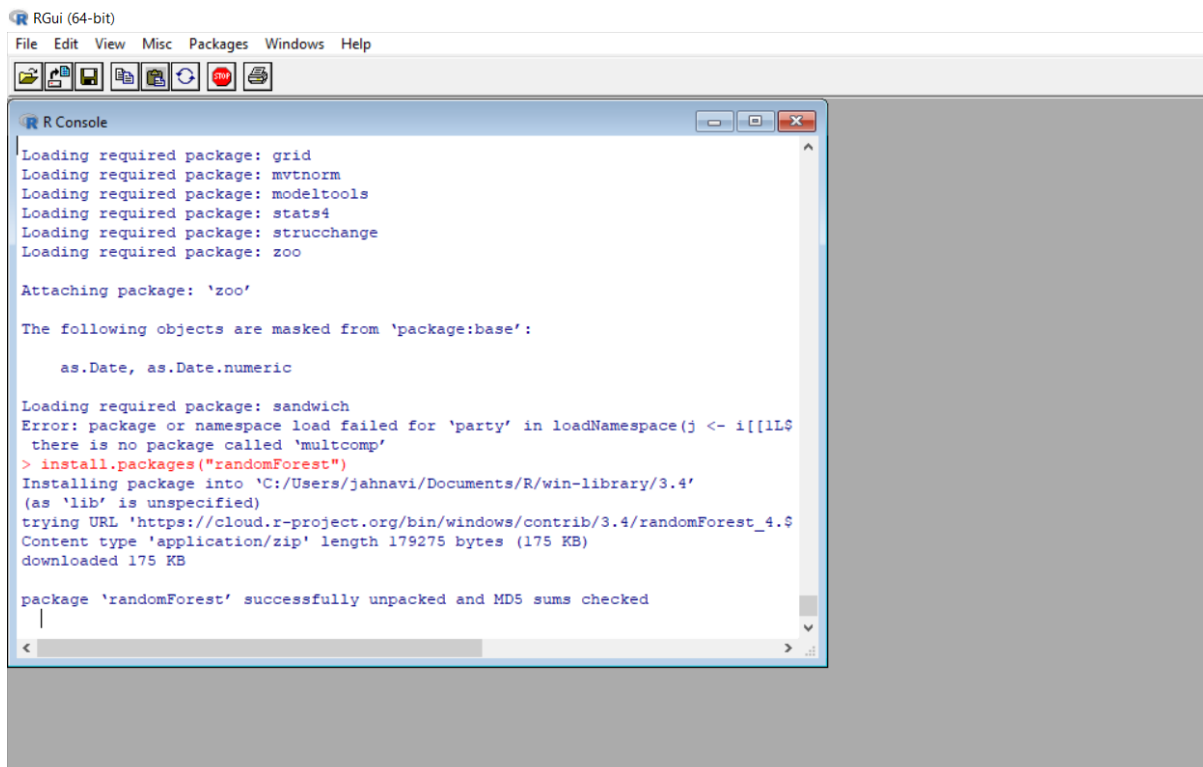 RGui (64-bit)
File Edit View Misc Packages Windows Help
STOP
R Console
Loading required package: grid
Loading required package: mvtnorm
Loading required package: modeltools
Loading required package: stats4
Loading required package: strucchange
Loading required package: zoo
Attaching package: ‘zoo’
The following objects are masked from ‘package:base’:
as.Date, as.Date.numeric
Loading required package: sandwich
Error: package or namespace load failed for ‘party’ in loadNamespace(j <- i[[1L$
there is no package called ‘multcomp’
> install.packages("randomForest")
Installing package into ‘C:/Users/jahnavi/Documents/R/win-library/3.4’
(as ‘lib’ is unspecified)
trying URL 'https://cloud.r-project.org/bin/windows/contrib/3.4/randomForest_4.$
Content type 'application/zip' length 179275 bytes (175 KB)
downloaded 175 KB
package ‘randomForest’ successfully unpacked and MD5 sums checked